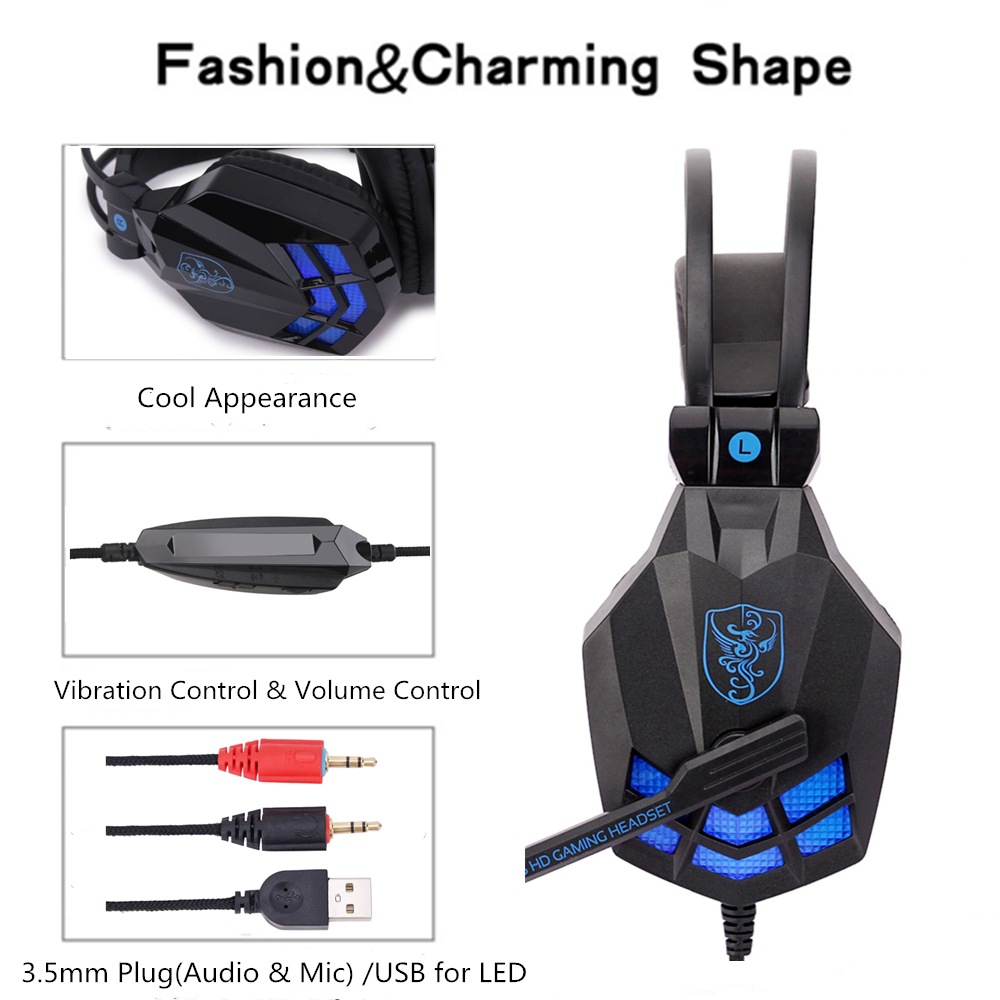 Fashion&Charming Shape
Cool Appearance
L
Vibration Control & Volume Control
HD GAMING HEADSET
3.5mm Plug(Audio & Mic) /USB for LED